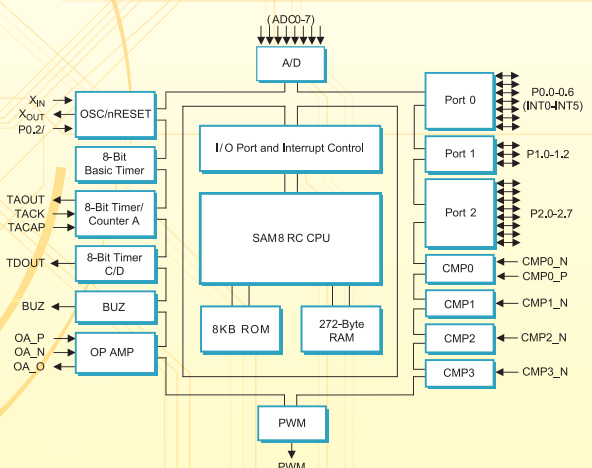 (ADC0-7)
A/D
X_IN
X_OUT
P0.2/
OSC/nRESET
8-Bit
Basic Timer
TAOUT
TACK
TACAP
8-Bit Timer/
Counter A
TDOUT
8-Bit Timer
C/D
BUZ
BUZ
OA_P
OA_N
OA_O
OP AMP
I/O Port and Interrupt Control
SAM8 RC CPU
8KB ROM
272-Byte
RAM
Port 0
P0.0-0.6
(INT0-INT5)
Port 1
P1.0-1.2
Port 2
P2.0-2.7
CMP0
CMP0_N
CMP0_P
CMP1
CMP1_N
CMP2
CMP2_N
CMP3
CMP3_N
PWM
PWM